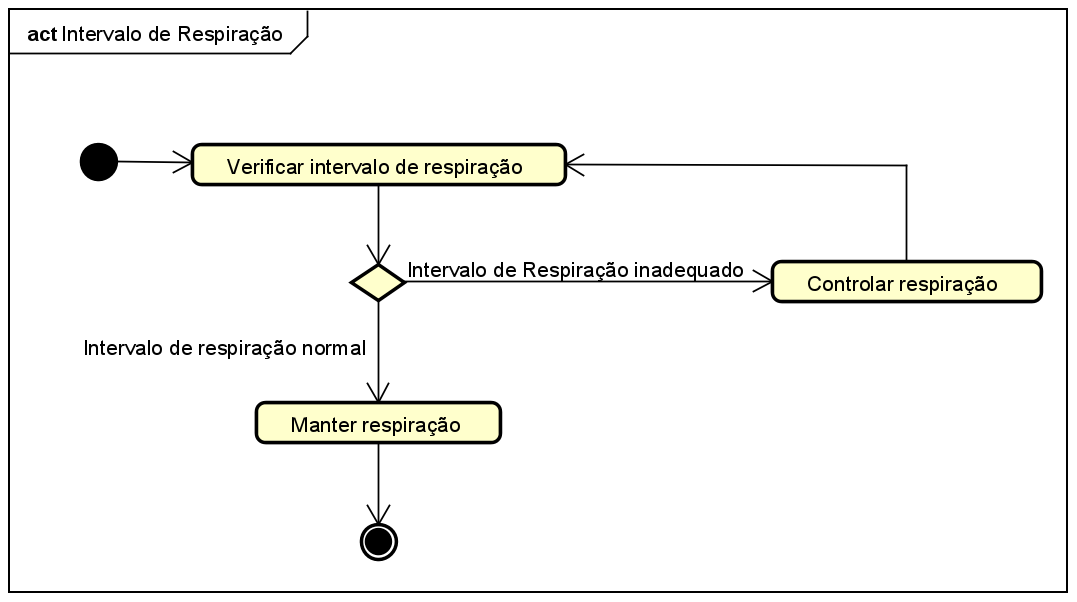 act Intervalo de Respiração
Verificar intervalo de respiração
Intervalo de Respiração inadequado
Controlar respiração
Intervalo de respiração normal
Manter respiração